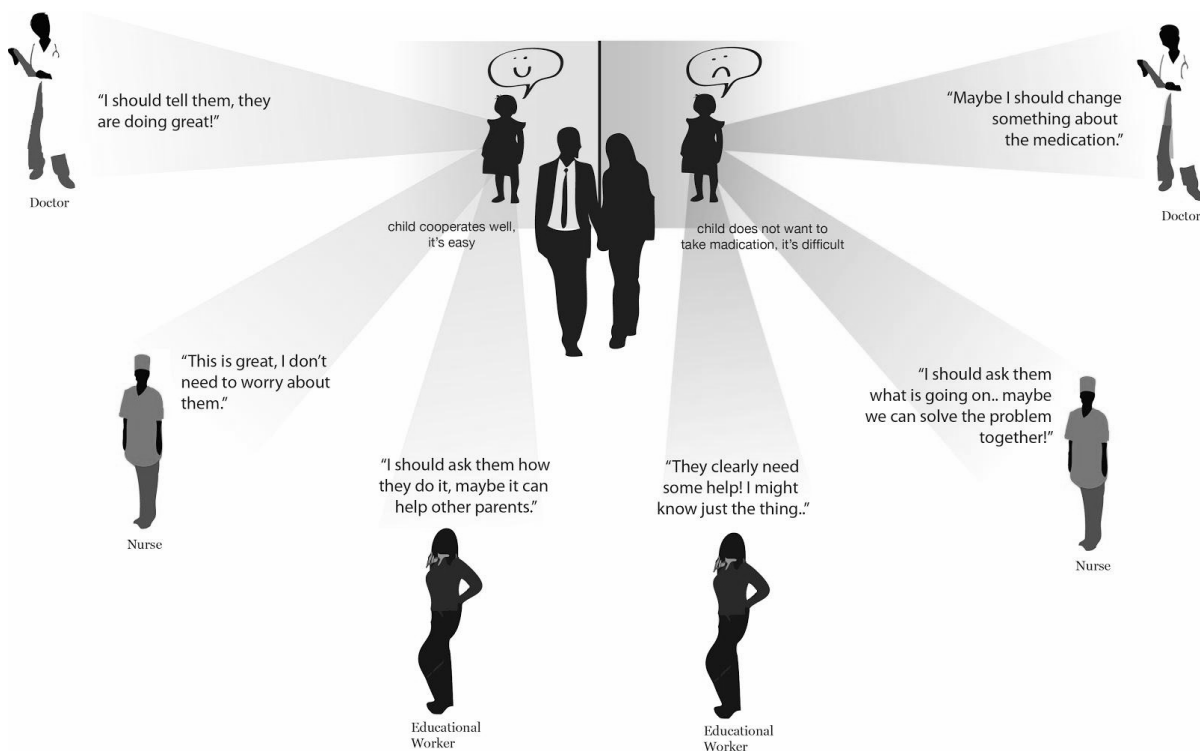 “I should tell them, they
are doing great!”
Doctor
child cooperates well,
it’s easy
child does not want to
take madication, it’s difficult
“Maybe I should change
something about
the medication.”
Doctor
“This is great, I don’t
need to worry about
them.”
Nurse
“I should ask them how
they do it, maybe it can
help other parents.”
Educational
Worker
“They clearly need
some help! I might
know just the thing..”
Educational
Worker
“I should ask them
what is going on.. maybe
we can solve the problem
together!”
Nurse